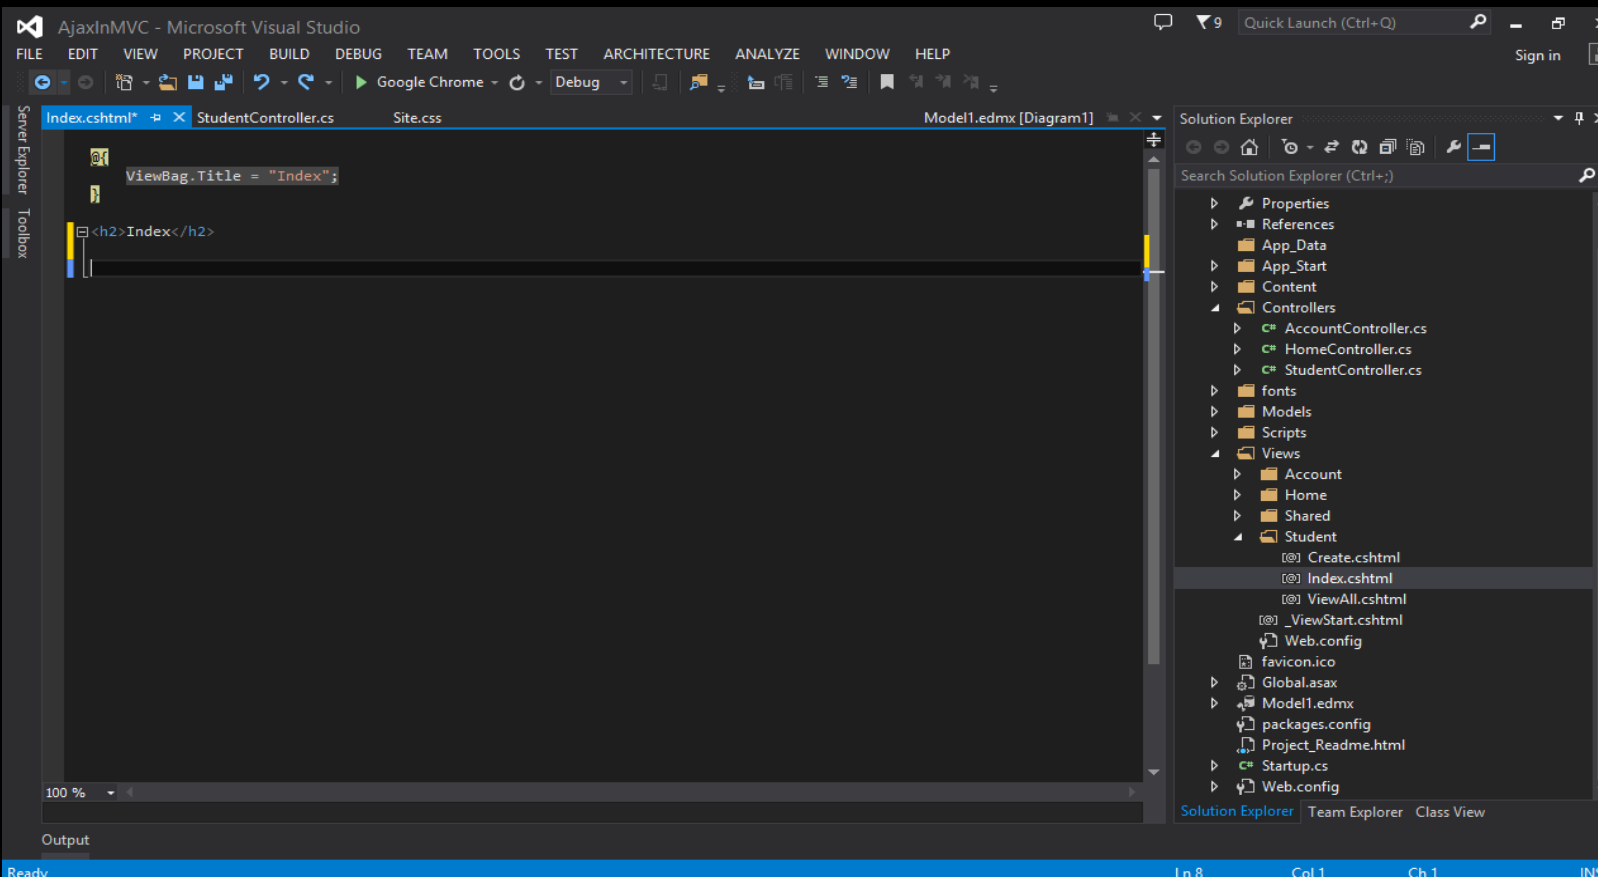 AjaxInMVC - Microsoft Visual Studio
9
Quick Launch (Ctrl+Q)
FILE EDIT VIEW PROJECT BUILD DEBUG TEAM TOOLS TEST ARCHITECTURE ANALYZE WINDOW HELP
Sign in
Google Chrome
Debug
Server Explorer
Toolbox
Index.cshtml*
StudentController.cs
Site.css
Model1.edmx [Diagram1]
@{
ViewBag.Title = "Index";
}
<h2>Index</h2>
100 %
Output
Solution Explorer
Search Solution Explorer (Ctrl+;)
Properties
References
App_Data
App_Start
Content
Controllers
C# AccountController.cs
C# HomeController.cs
C# StudentController.cs
fonts
Models
Scripts
Views
Account
Home
Shared
Student
[@] Create.cshtml
[@] Index.cshtml
[@] ViewAll.cshtml
[@] _ViewStart.cshtml
Web.config
favicon.ico
Global.asax
Model1.edmx
packages.config
Project_Readme.html
C# Startup.cs
Web.config
Solution Explorer Team Explorer Class View
Ready
Ln 8 Col 1 Ch 1 INS